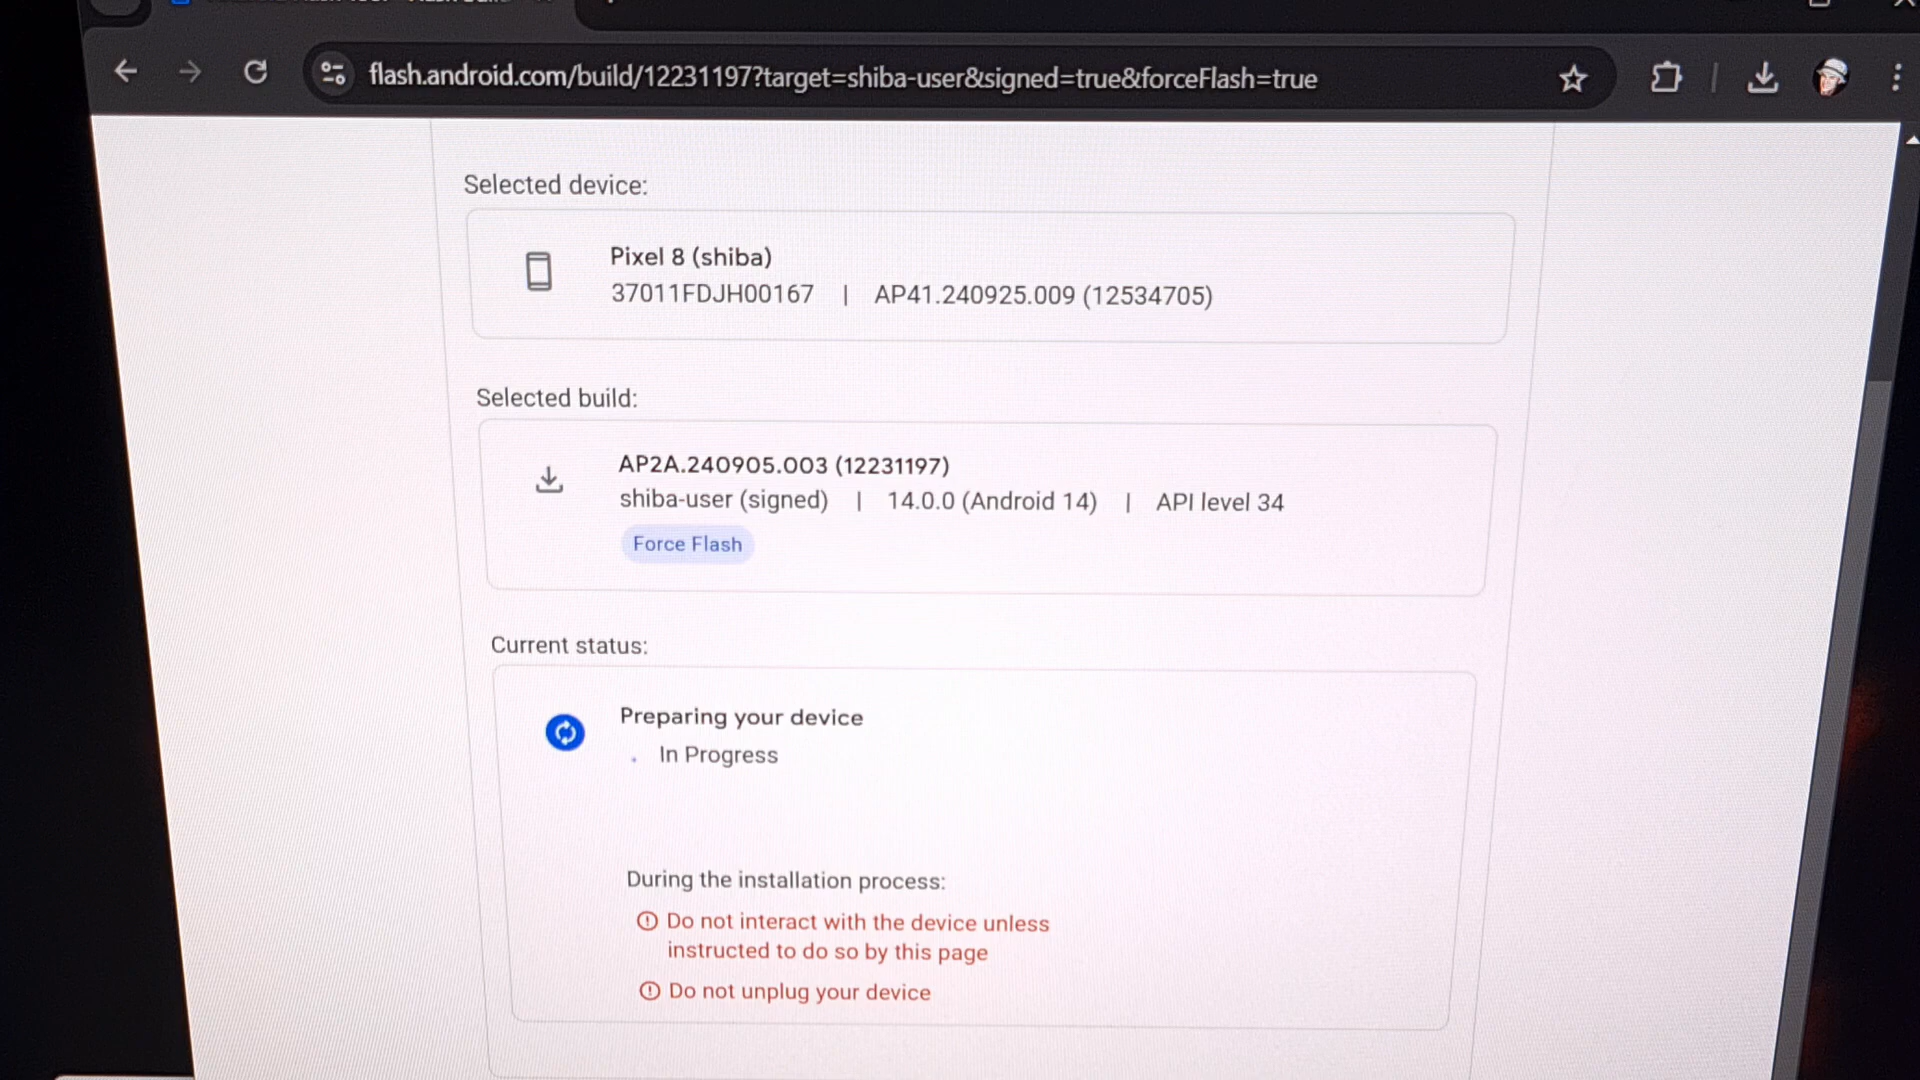 flash.android.com/build/12231197?target=shiba-user&signed=true&forceFlash=true
Selected device:
Pixel 8 (shiba)
37011FDJH00167 | AP41.240925.009 (12534705)
Selected build:
AP2A.240905.003 (12231197)
shiba-user (signed) | 14.0.0 (Android 14) | API level 34
Force Flash
Current status:
Preparing your device
In Progress
During the installation process:
Do not interact with the device unless
instructed to do so by this page
Do not unplug your device